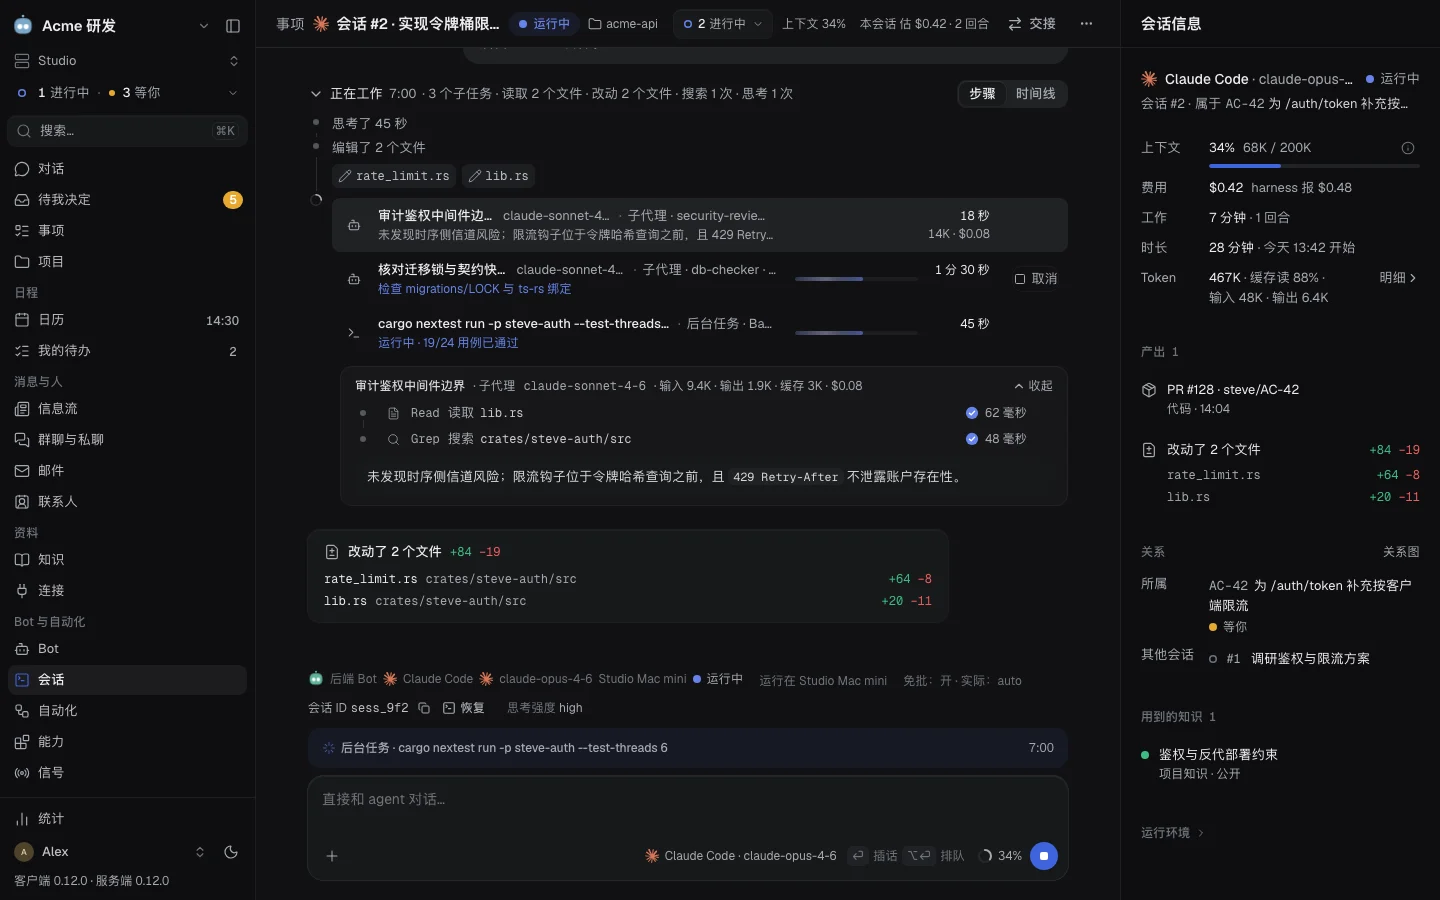 Acme 研发
Studio
1 进行中 · 3 等你
搜索… ⌘K
对话
待我决定 5
事项
项目
日程
日历 14:30
我的待办 2
消息与人
信息流
群聊与私聊
邮件
联系人
资料
知识
连接
Bot 与自动化
Bot
会话
自动化
能力
信号
统计
A Alex
客户端 0.12.0 · 服务端 0.12.0
事项 会话 #2 · 实现令牌桶限… 运行中 acme-api 2 进行中 上下文 34% 本会话 估 $0.42 · 2 回合 交接 …
正在工作 7:00 · 3 个子任务 · 读取 2 个文件 · 改动 2 个文件 · 搜索 1 次 · 思考 1 次 步骤 时间线
思考了 45 秒
编辑了 2 个文件
rate_limit.rs lib.rs
审计鉴权中间件边… claude-sonnet-4… · 子代理 · security-revie… 18 秒
未发现时序侧信道风险；限流钩子位于令牌哈希查询之前，且 429 Retry… 14K · $0.08
核对迁移锁与契约快… claude-sonnet-4… · 子代理 · db-checker · … 1 分 30 秒 取消
检查 migrations/LOCK 与 ts-rs 绑定
cargo nextest run -p steve-auth --test-threads… · 后台任务 · Ba… 45 秒
运行中 · 19/24 用例已通过
审计鉴权中间件边界 · 子代理 claude-sonnet-4-6 · 输入 9.4K · 输出 1.9K · 缓存 3K · $0.08 收起
Read 读取 lib.rs 62 毫秒
Grep 搜索 crates/steve-auth/src 48 毫秒
未发现时序侧信道风险；限流钩子位于令牌哈希查询之前，且 429 Retry-After 不泄露账户存在性。
改动了 2 个文件 +84 −19
rate_limit.rs crates/steve-auth/src +64 −8
lib.rs crates/steve-auth/src +20 −11
后端 Bot Claude Code claude-opus-4-6 Studio Mac mini 运行中 运行在 Studio Mac mini 免批：开 · 实际：auto
会话 ID sess_9f2 恢复 思考强度 high
后台任务 · cargo nextest run -p steve-auth --test-threads 6 7:00
直接和 agent 对话…
Claude Code · claude-opus-4-6 ⏎ 插话 ⌥⏎ 排队 34%
会话信息
Claude Code · claude-opus-… 运行中
会话 #2 · 属于 AC-42 为 /auth/token 补充按…
上下文 34% 68K / 200K
费用 $0.42 harness 报 $0.48
工作 7 分钟 · 1 回合
时长 28 分钟 · 今天 13:42 开始
Token 467K · 缓存读 88% · 明细
输入 48K · 输出 6.4K
产出 1
PR #128 · steve/AC-42
代码 · 14:04
改动了 2 个文件 +84 −19
rate_limit.rs +64 −8
lib.rs +20 −11
关系 关系图
所属 AC-42 为 /auth/token 补充按客户
端限流
等你
其他会话 #1 调研鉴权与限流方案
用到的知识 1
鉴权与反代部署约束
项目知识 · 公开
运行环境